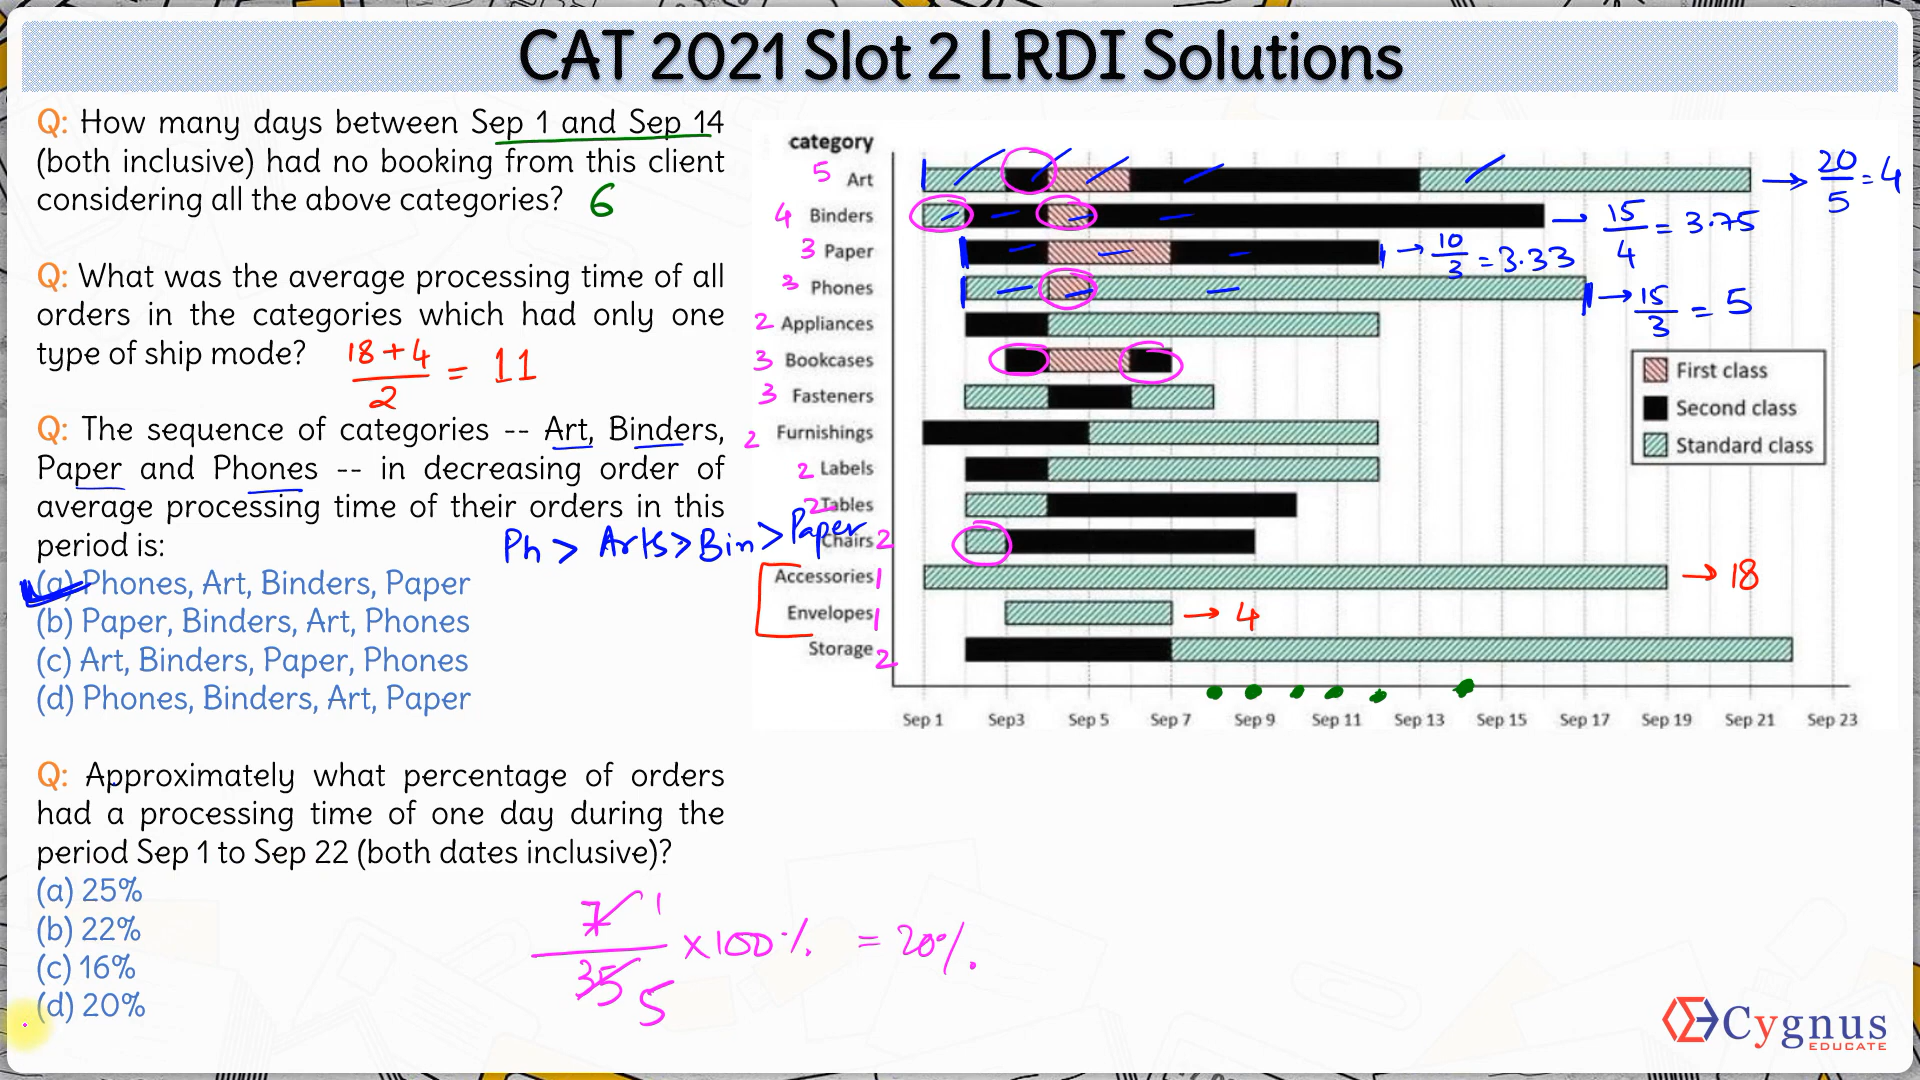 CAT 2021 Slot 2 LRDI Solutions
Q: How many days between Sep 1 and Sep 14
(both inclusive) had no booking from this client
considering all the above categories? 6
Q: What was the average processing time of all
orders in the categories which had only one
type of ship mode?
18+4
2
= 11
Q: The sequence of categories -- Art, Binders,
Paper and Phones -- in decreasing order of
average processing time of their orders in this
period is:
Ph > Arts > Bin > Paper
(a) Phones, Art, Binders, Paper
(b) Paper, Binders, Art, Phones
(c) Art, Binders, Paper, Phones
(d) Phones, Binders, Art, Paper
Q: Approximately what percentage of orders
had a processing time of one day during the
period Sep 1 to Sep 22 (both dates inclusive)?
(a) 25%
(b) 22%
(c) 16%
(d) 20%
7 1
35 5
×100% = 20%.
category
5 Art → 20/5 = 4
4 Binders → 15/4 = 3.75
3 Paper → 10/3 = 3.33
3 Phones → 15/3 = 5
2 Appliances
3 Bookcases
3 Fasteners
2 Furnishings
2 Labels
2 Tables
Chairs 2
Accessories 1 → 18
Envelopes 1 → 4
Storage 2
First class
Second class
Standard class
Sep 1 Sep3 Sep 5 Sep 7 Sep 9 Sep 11 Sep 13 Sep 15 Sep 17 Sep 19 Sep 21 Sep 23
Cygnus
EDUCATE